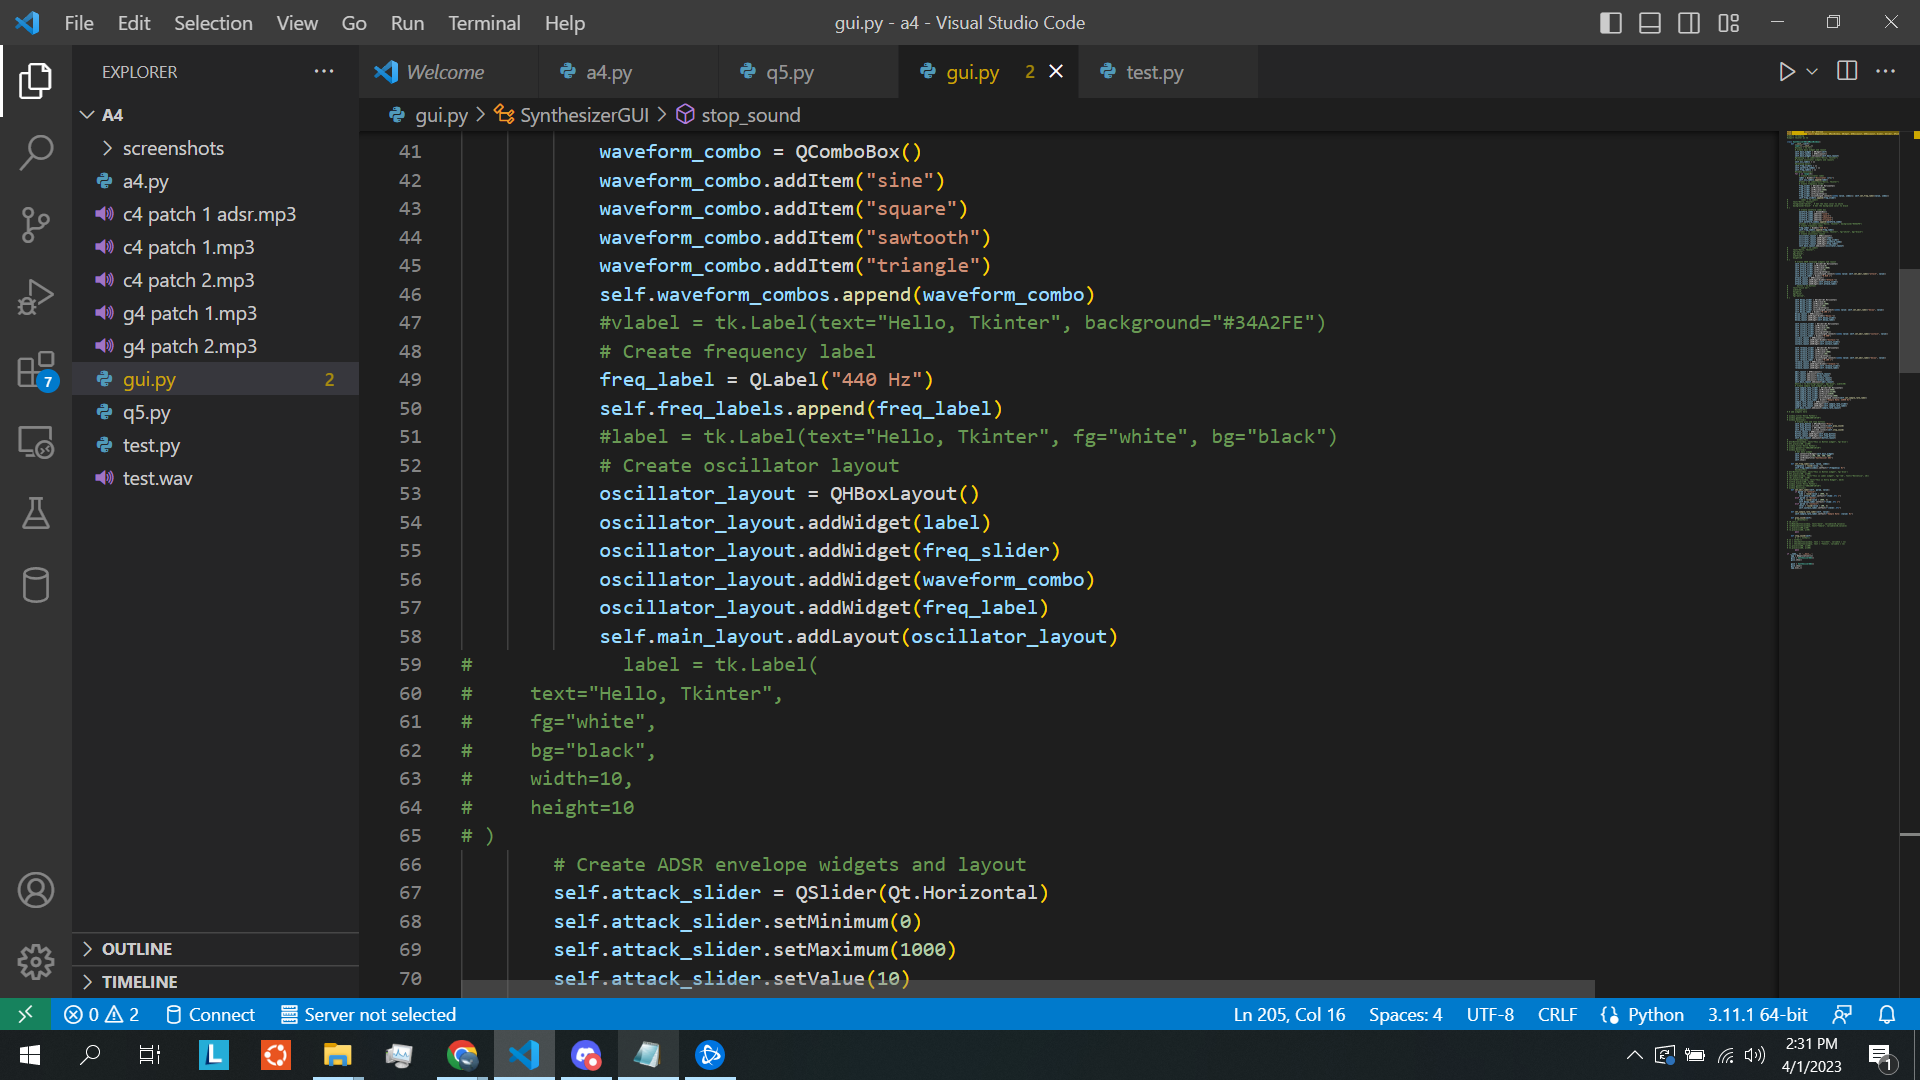 File Edit Selection View Go Run Terminal Help
gui.py - a4 - Visual Studio Code
EXPLORER
Welcome
a4.py
q5.py
gui.py 2
test.py
gui.py > SynthesizerGUI > stop_sound
A4
screenshots
a4.py
c4 patch 1 adsr.mp3
c4 patch 1.mp3
c4 patch 2.mp3
g4 patch 1.mp3
g4 patch 2.mp3
gui.py 2
q5.py
test.py
test.wav
7
OUTLINE
TIMELINE
41 waveform_combo = QComboBox()
42 waveform_combo.addItem("sine")
43 waveform_combo.addItem("square")
44 waveform_combo.addItem("sawtooth")
45 waveform_combo.addItem("triangle")
46 self.waveform_combos.append(waveform_combo)
47 #vlabel = tk.Label(text="Hello, Tkinter", background="#34A2FE")
48 # Create frequency label
49 freq_label = QLabel("440 Hz")
50 self.freq_labels.append(freq_label)
51 #label = tk.Label(text="Hello, Tkinter", fg="white", bg="black")
52 # Create oscillator layout
53 oscillator_layout = QHBoxLayout()
54 oscillator_layout.addWidget(label)
55 oscillator_layout.addWidget(freq_slider)
56 oscillator_layout.addWidget(waveform_combo)
57 oscillator_layout.addWidget(freq_label)
58 self.main_layout.addLayout(oscillator_layout)
59 # label = tk.Label(
60 # text="Hello, Tkinter",
61 # fg="white",
62 # bg="black",
63 # width=10,
64 # height=10
65 # )
66 # Create ADSR envelope widgets and layout
67 self.attack_slider = QSlider(Qt.Horizontal)
68 self.attack_slider.setMinimum(0)
69 self.attack_slider.setMaximum(1000)
70 self.attack_slider.setValue(10)
0 2 Connect Server not selected
Ln 205, Col 16 Spaces: 4 UTF-8 CRLF Python 3.11.1 64-bit
L
2:31 PM
4/1/2023
1